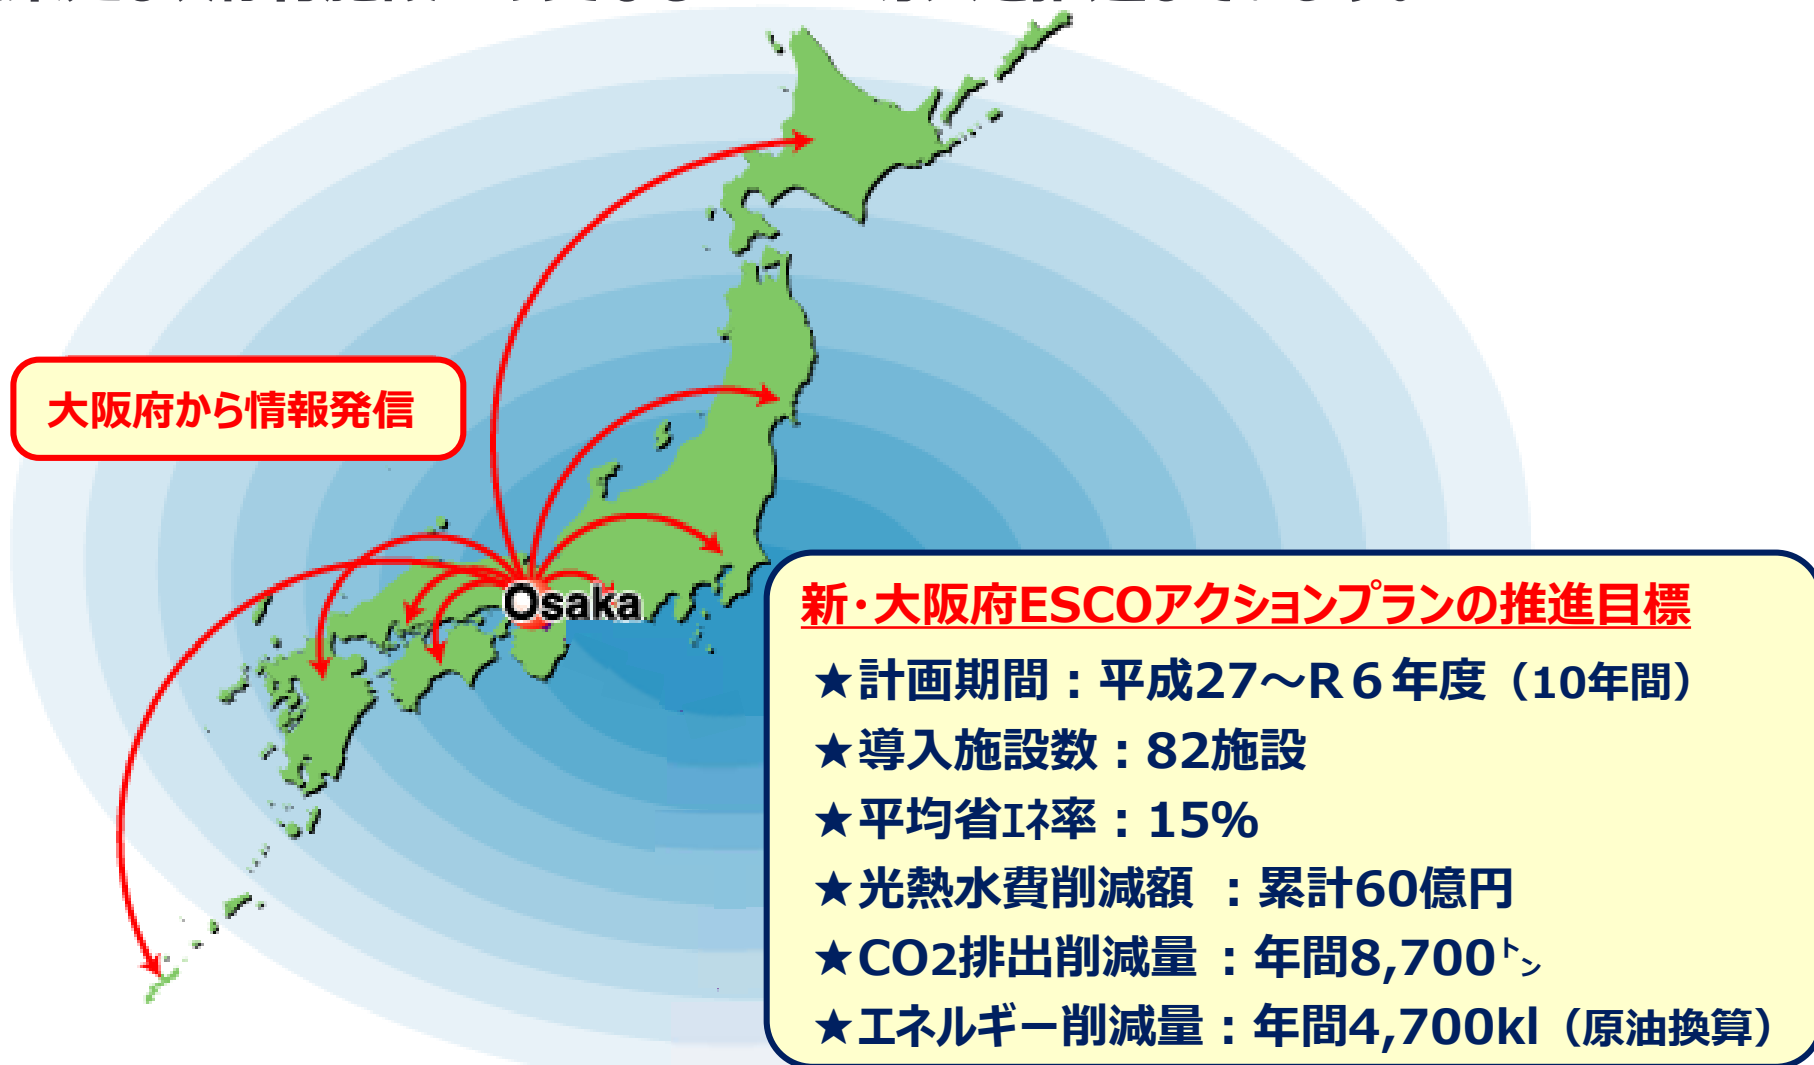 大阪府から情報発信
Osaka
新・大阪府ESCOアクションプランの推進目標
★計画期間：平成27～R６年度（10年間）
★導入施設数：82施設
★平均省ｴﾈ率：15%
★光熱水費削減額 ：累計60億円
★CO2排出削減量 ：年間8,700㌧
★エネルギー削減量：年間4,700kl（原油換算）